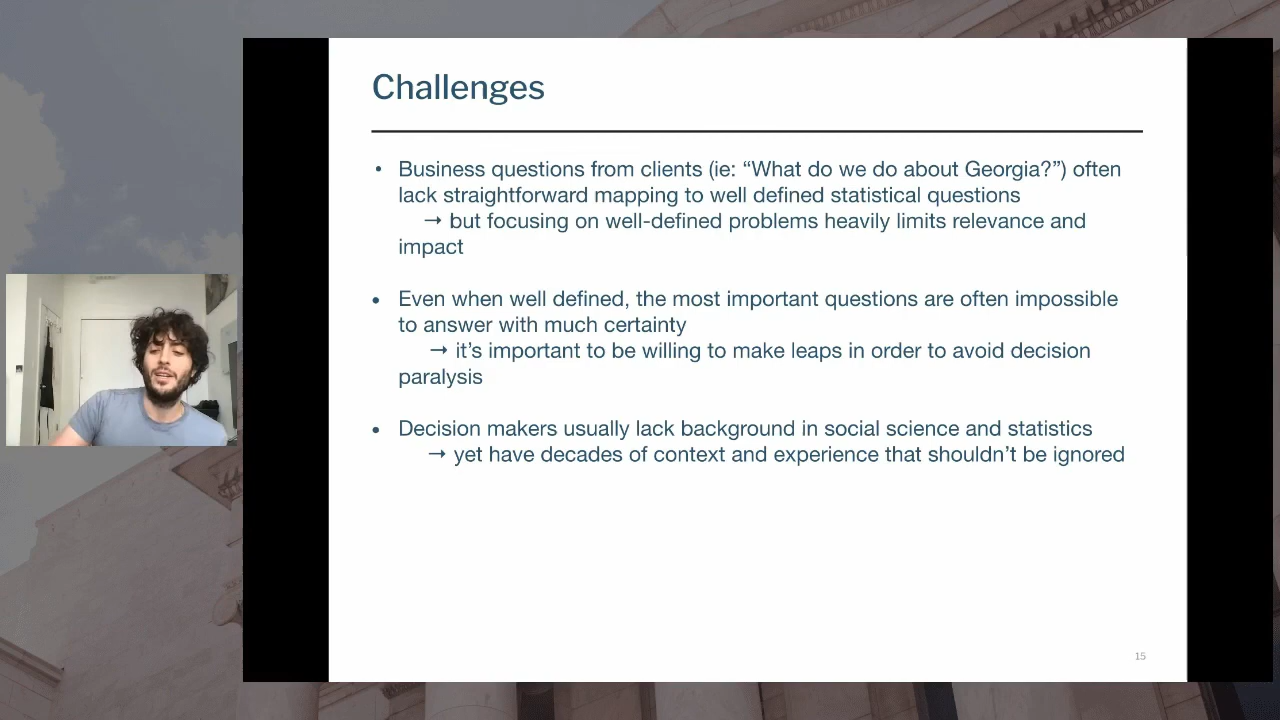 Challenges
• Business questions from clients (ie: “What do we do about Georgia?”) often
lack straightforward mapping to well defined statistical questions
→ but focusing on well-defined problems heavily limits relevance and
impact
• Even when well defined, the most important questions are often impossible
to answer with much certainty
→ it’s important to be willing to make leaps in order to avoid decision
paralysis
• Decision makers usually lack background in social science and statistics
→ yet have decades of context and experience that shouldn’t be ignored
15